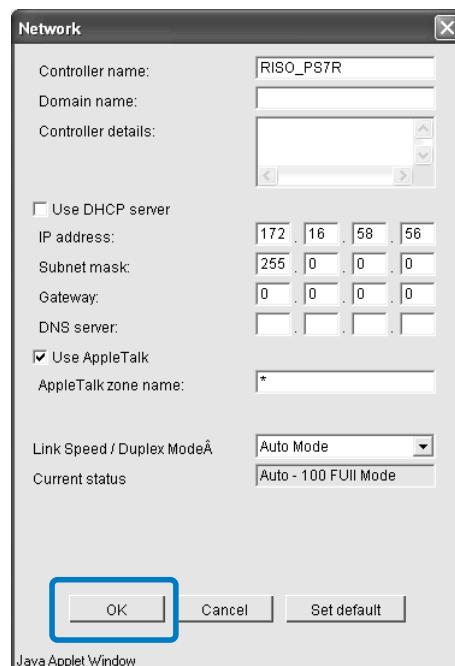 Network
Controller name: RISO_PS7R
Domain name:
Controller details:
Use DHCP server
IP address: 172 . 16 . 58 . 56
Subnet mask: 255 . 0 . 0 . 0
Gateway: 0 . 0 . 0 . 0
DNS server: . . .
Use AppleTalk
AppleTalk zone name: *
Link Speed / Duplex ModeÂ Auto Mode
Current status Auto - 100 FUll Mode
OK Cancel Set default
Java Applet Window